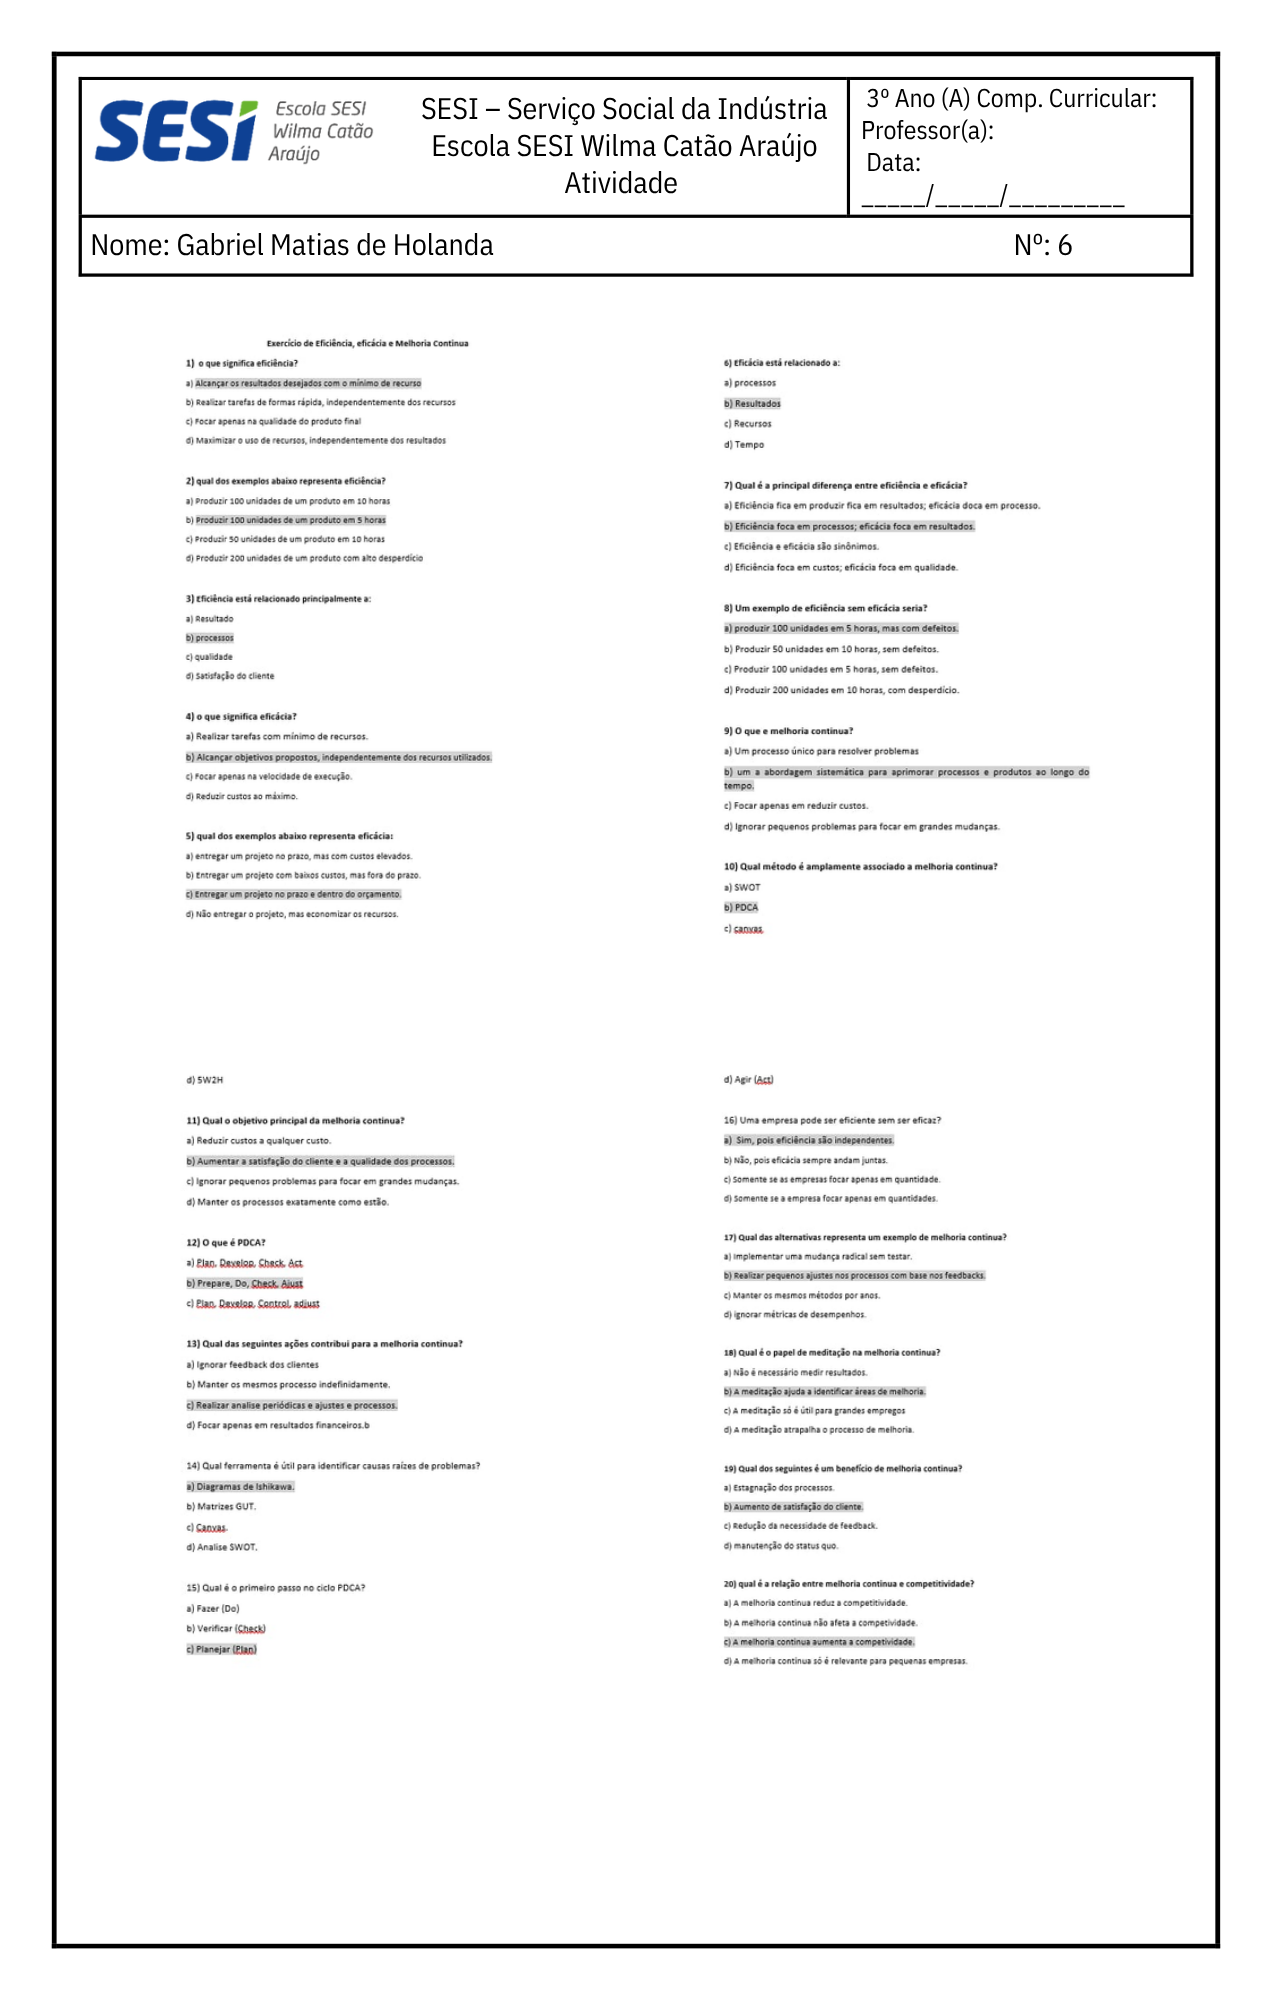 SESI
Escola SESI
Wilma Catão
Araújo
SESI – Serviço Social da Indústria
Escola SESI Wilma Catão Araújo
Atividade
3º Ano (A) Comp. Curricular:
Professor(a):
Data:
_____/_____/_________
Nome: Gabriel Matias de Holanda Nº: 6
Exercício de Eficiência, eficácia e Melhoria Continua
1) o que significa eficiência?
a) Alcançar os resultados desejados com o mínimo de recurso
b) Realizar tarefas de formas rápida, independentemente dos recursos
c) Focar apenas na qualidade do produto final
d) Maximizar o uso de recursos, independentemente dos resultados
2) qual dos exemplos abaixo representa eficiência?
a) Produzir 100 unidades de um produto em 10 horas
b) Produzir 100 unidades de um produto em 5 horas
c) Produzir 50 unidades de um produto em 10 horas
d) Produzir 200 unidades de um produto com alto desperdício
3) Eficiência está relacionado principalmente a:
a) Resultado
b) processos
c) qualidade
d) Satisfação do cliente
4) o que significa eficácia?
a) Realizar tarefas com mínimo de recursos.
b) Alcançar objetivos propostos, independentemente dos recursos utilizados.
c) Focar apenas na velocidade de execução.
d) Reduzir custos ao máximo.
5) qual dos exemplos abaixo representa eficácia:
a) entregar um projeto no prazo, mas com custos elevados.
b) Entregar um projeto com baixos custos, mas fora do prazo.
c) Entregar um projeto no prazo e dentro do orçamento.
d) Não entregar o projeto, mas economizar os recursos.
6) Eficácia está relacionado a:
a) processos
b) Resultados
c) Recursos
d) Tempo
7) Qual é a principal diferença entre eficiência e eficácia?
a) Eficiência fica em produzir fica em resultados; eficácia doca em processo.
b) Eficiência foca em processos; eficácia foca em resultados.
c) Eficiência e eficácia são sinônimos.
d) Eficiência foca em custos; eficácia foca em qualidade.
8) Um exemplo de eficiência sem eficácia seria?
a) produzir 100 unidades em 5 horas, mas com defeitos.
b) Produzir 50 unidades em 10 horas, sem defeitos.
c) Produzir 100 unidades em 5 horas, sem defeitos.
d) Produzir 200 unidades em 10 horas, com desperdício.
9) O que e melhoria continua?
a) Um processo único para resolver problemas
b) um a abordagem sistemática para aprimorar processos e produtos ao longo do
tempo.
c) Focar apenas em reduzir custos.
d) Ignorar pequenos problemas para focar em grandes mudanças.
10) Qual método é amplamente associado a melhoria continua?
a) SWOT
b) PDCA
c) canvas
d) 5W2H
11) Qual o objetivo principal da melhoria continua?
a) Reduzir custos a qualquer custo.
b) Aumentar a satisfação do cliente e a qualidade dos processos.
c) Ignorar pequenos problemas para focar em grandes mudanças.
d) Manter os processos exatamente como estão.
12) O que é PDCA?
a) Plan, Develop, Check, Act
b) Prepare, Do, Check, Ajust
c) Plan, Develop, Control, adjust
13) Qual das seguintes ações contribui para a melhoria continua?
a) Ignorar feedback dos clientes
b) Manter os mesmos processo indefinidamente.
c) Realizar analise periódicas e ajustes e processos.
d) Focar apenas em resultados financeiros.b
14) Qual ferramenta é útil para identificar causas raízes de problemas?
a) Diagramas de Ishikawa.
b) Matrizes GUT.
c) Canvas.
d) Analise SWOT.
15) Qual é o primeiro passo no ciclo PDCA?
a) Fazer (Do)
b) Verificar (Check)
c) Planejar (Plan)
d) Agir (Act)
16) Uma empresa pode ser eficiente sem ser eficaz?
a) Sim, pois eficiência são independentes.
b) Não, pois eficácia sempre andam juntas.
c) Somente se as empresas focar apenas em quantidade.
d) Somente se a empresa focar apenas em quantidades.
17) Qual das alternativas representa um exemplo de melhoria continua?
a) Implementar uma mudança radical sem testar.
b) Realizar pequenos ajustes nos processos com base nos feedbacks.
c) Manter os mesmos métodos por anos.
d) ignorar métricas de desempenhos.
18) Qual é o papel de meditação na melhoria continua?
a) Não é necessário medir resultados.
b) A meditação ajuda a identificar áreas de melhoria.
c) A meditação só é útil para grandes empregos
d) A meditação atrapalha o processo de melhoria.
19) Qual dos seguintes é um benefício de melhoria continua?
a) Estagnação dos processos.
b) Aumento de satisfação do cliente.
c) Redução da necessidade de feedback.
d) manutenção do status quo.
20) qual é a relação entre melhoria continua e competitividade?
a) A melhoria continua reduz a competitividade.
b) A melhoria continua não afeta a competividade.
c) A melhoria continua aumenta a competividade.
d) A melhoria continua só é relevante para pequenas empresas.